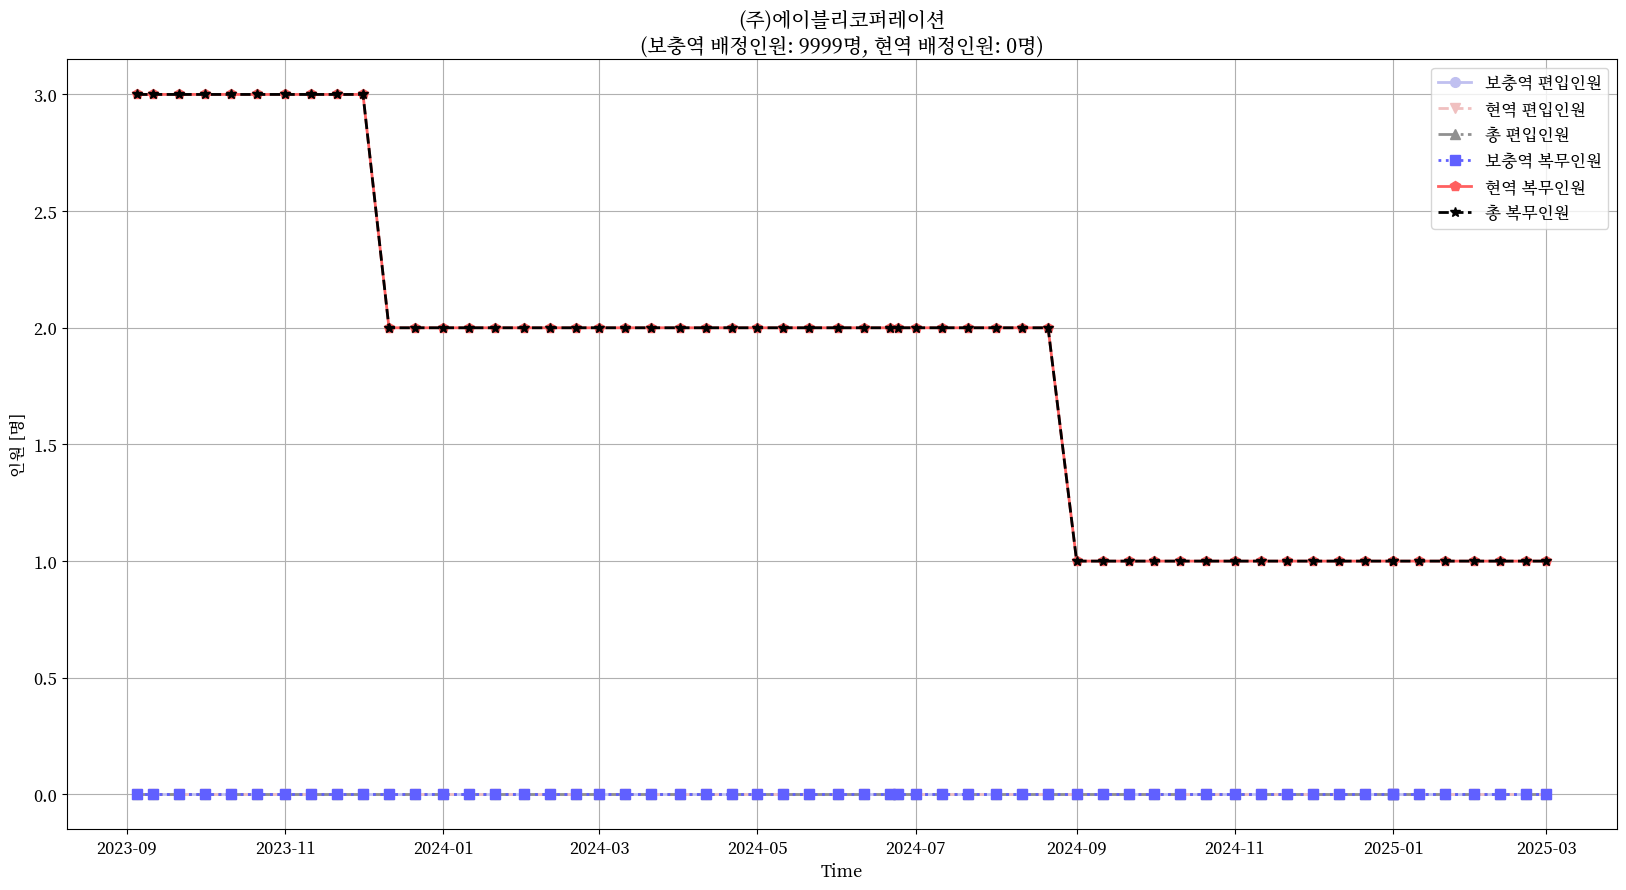 (주)에이블리코퍼레이션
(보충역 배정인원: 9999명, 현역 배정인원: 0명)
보충역 편입인원
현역 편입인원
총 편입인원
보충역 복무인원
현역 복무인원
총 복무인원
인원 [명]
3.0
2.5
2.0
1.5
1.0
0.5
0.0
2023-09 2023-11 2024-01 2024-03 2024-05 2024-07 2024-09 2024-11 2025-01 2025-03
Time